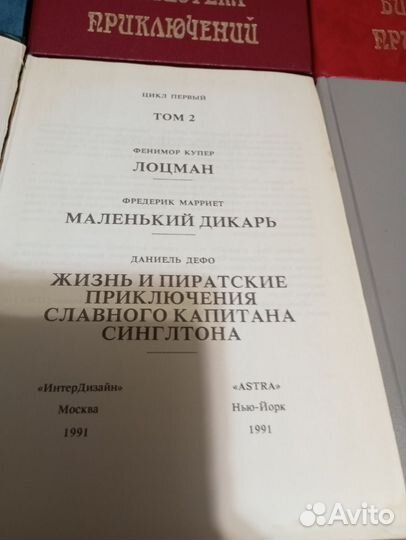 ПРИКЛЮЧЕНИЙ
ЦИКЛ ПЕРВЫЙ
ТОМ 2
ФЕНИМОР КУПЕР
ЛОЦМАН
ФРЕДЕРИК МАРРИЕТ
МАЛЕНЬКИЙ ДИКАРЬ
ДАНИЕЛЬ ДЕФО
ЖИЗНЬ И ПИРАТСКИЕ
ПРИКЛЮЧЕНИЯ
СЛАВНОГО КАПИТАНА
СИНГЛТОНА
«ИнтерДизайн»
Москва
1991
«ASTRA»
Нью-Йорк
1991
Avito